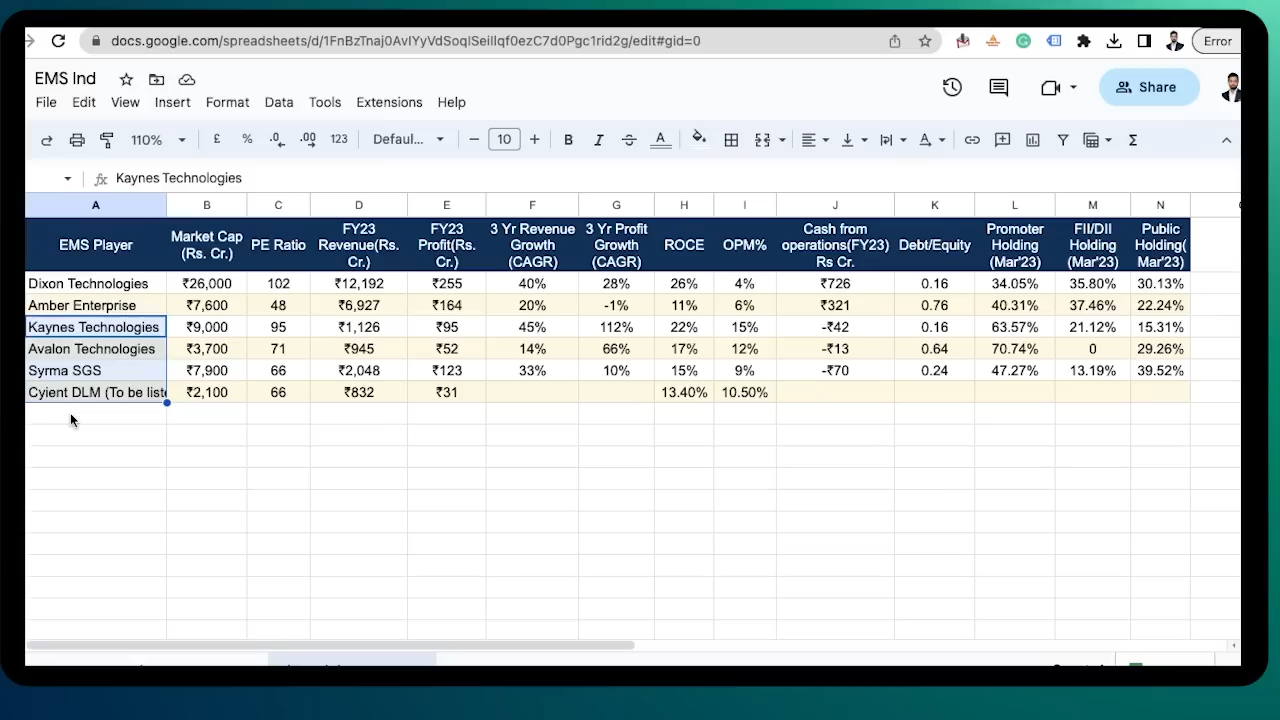 docs.google.com/spreadsheets/d/1FnBzTnaj0AvIYyVdSoqlSeillqf0ezC7d0Pgc1rid2g/edit#gid=0 Error
EMS Ind
File Edit View Insert Format Data Tools Extensions Help
Share
110% £ % .0 .00 123 Defaul... 10 B I A Σ
fx Kaynes Technologies
A B C D E F G H I J K L M N
EMS Player Market Cap (Rs. Cr.) PE Ratio FY23 Revenue(Rs. Cr.) FY23 Profit(Rs. Cr.) 3 Yr Revenue Growth (CAGR) 3 Yr Profit Growth (CAGR) ROCE OPM% Cash from operations(FY23) Rs Cr. Debt/Equity Promoter Holding (Mar'23) FII/DII Holding (Mar'23) Public Holding( Mar'23)
Dixon Technologies ₹26,000 102 ₹12,192 ₹255 40% 28% 26% 4% ₹726 0.16 34.05% 35.80% 30.13%
Amber Enterprise ₹7,600 48 ₹6,927 ₹164 20% -1% 11% 6% ₹321 0.76 40.31% 37.46% 22.24%
Kaynes Technologies ₹9,000 95 ₹1,126 ₹95 45% 112% 22% 15% -₹42 0.16 63.57% 21.12% 15.31%
Avalon Technologies ₹3,700 71 ₹945 ₹52 14% 66% 17% 12% -₹13 0.64 70.74% 0 29.26%
Syrma SGS ₹7,900 66 ₹2,048 ₹123 33% 10% 15% 9% -₹70 0.24 47.27% 13.19% 39.52%
Cyient DLM (To be liste ₹2,100 66 ₹832 ₹31 13.40% 10.50%